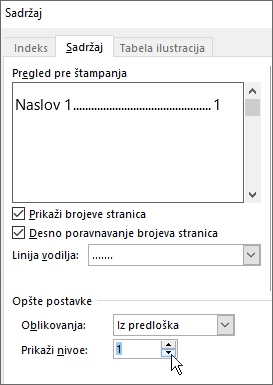 Sadržaj
Indeks Sadržaj Tabela ilustracija
Pregled pre štampanja
Naslov 1................................................ 1
Prikaži brojeve stranica
Desno poravnavanje brojeva stranica
Linija vodilja: .......
Opšte postavke
Oblikovanja: Iz predloška
Prikaži nivoe: 1